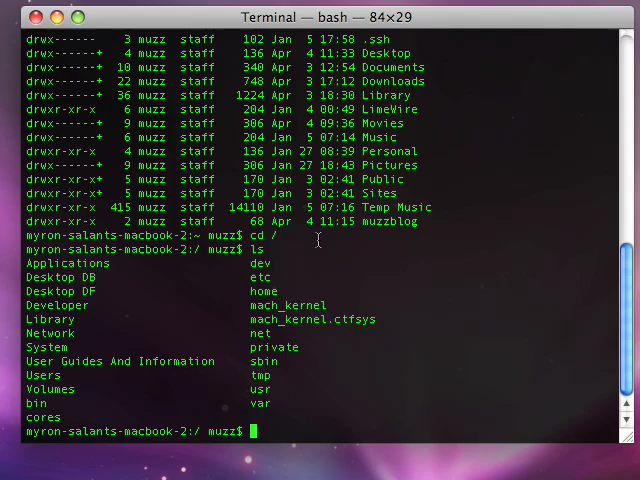 Terminal — bash — 84×29
drwx------ 3 muzz staff 102 Jan 5 17:58 .ssh
drwx------+ 4 muzz staff 136 Apr 4 11:33 Desktop
drwx------+ 10 muzz staff 340 Apr 3 12:54 Documents
drwx------+ 22 muzz staff 748 Apr 3 17:12 Downloads
drwx------+ 36 muzz staff 1224 Apr 3 18:30 Library
drwxr-xr-x 6 muzz staff 204 Jan 4 00:49 LimeWire
drwx------+ 9 muzz staff 306 Apr 4 09:36 Movies
drwx------+ 6 muzz staff 204 Jan 5 07:14 Music
drwxr-xr-x 4 muzz staff 136 Jan 27 08:39 Personal
drwx------+ 9 muzz staff 306 Jan 27 18:43 Pictures
drwxr-xr-x+ 5 muzz staff 170 Jan 3 02:41 Public
drwxr-xr-x+ 5 muzz staff 170 Jan 3 02:41 Sites
drwxr-xr-x 415 muzz staff 14110 Jan 5 07:16 Temp Music
drwxr-xr-x 2 muzz staff 68 Apr 4 11:15 muzzblog
myron-salants-macbook-2:~ muzz$ cd /
myron-salants-macbook-2:/ muzz$ ls
Applications dev
Desktop DB etc
Desktop DF home
Developer mach_kernel
Library mach_kernel.ctfsys
Network net
System private
User Guides And Information sbin
Users tmp
Volumes usr
bin var
cores
myron-salants-macbook-2:/ muzz$